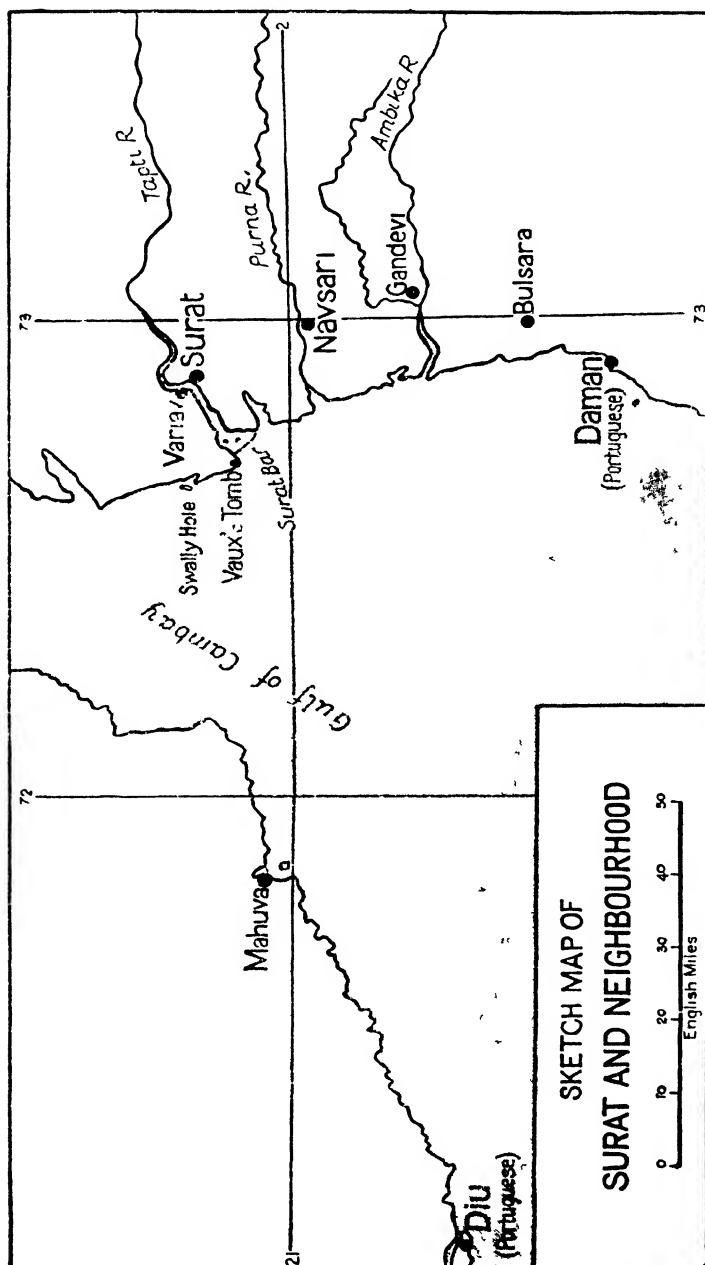 72
73
Tapti R
Variav
Surat
Swally Hole
Vaux's Tomb
Surat Bar
Purna R.
2
Navsari
Ambika R
Gandevi
Bulsara
Daman
(Portuguese)
73
Gulf of Cambay
Mahuva
21
Diu
(Portuguese)
SKETCH MAP OF
SURAT AND NEIGHBOURHOOD
0 10 20 30 40 50
English Miles